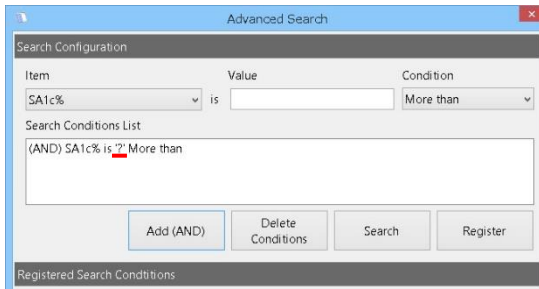 Advanced Search
Search Configuration
Item Value Condition
SA1c% is More than
Search Conditions List
(AND) SA1c% is '?' More than
Add (AND) Delete Conditions Search Register
Registered Search Condtitions